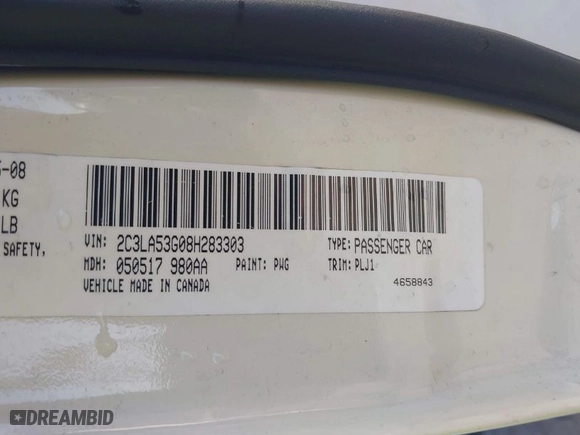 5-08
KG
LB
SAFETY,
VIN: 2C3LA53G08H283303 TYPE: PASSENGER CAR
MDH: 050517 980AA PAINT: PWG TRIM: PLJ1
VEHICLE MADE IN CANADA 4658843
DREAMBID